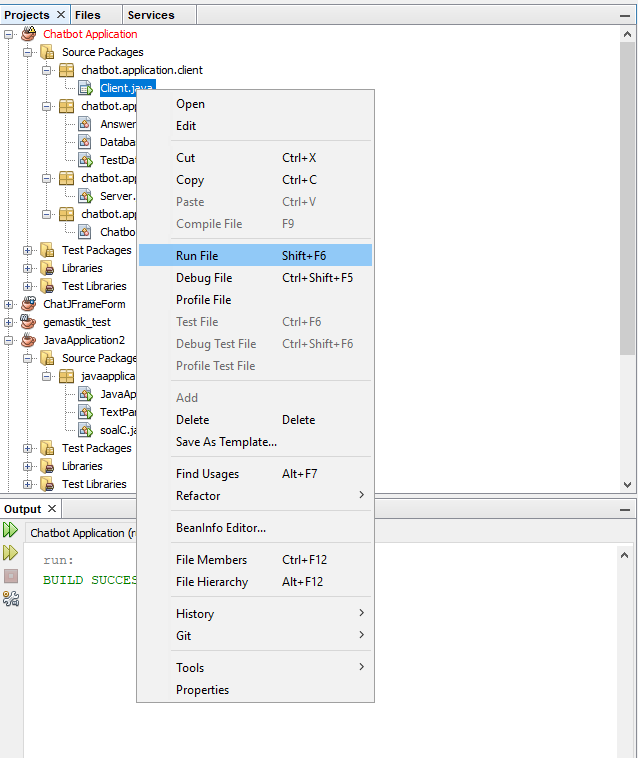 Projects Files Services
Chatbot Application
Source Packages
chatbot.application.client
Client.java
chatbot.app
Answer
Databa
TestDat
chatbot.app
Server.
chatbot.app
Chatbo
Test Packages
Libraries
Test Libraries
ChatJFrameForm
gemastik_test
JavaApplication2
Source Package
javaapplica
JavaAp
TextPar
soalC.ja
Test Packages
Libraries
Test Libraries
Open
Edit
Cut Ctrl+X
Copy Ctrl+C
Paste Ctrl+V
Compile File F9
Run File Shift+F6
Debug File Ctrl+Shift+F5
Profile File
Test File Ctrl+F6
Debug Test File Ctrl+Shift+F6
Profile Test File
Add
Delete Delete
Save As Template...
Find Usages Alt+F7
Refactor
BeanInfo Editor...
File Members Ctrl+F12
File Hierarchy Alt+F12
History
Git
Tools
Properties
Output
Chatbot Application (r
run:
BUILD SUCCES